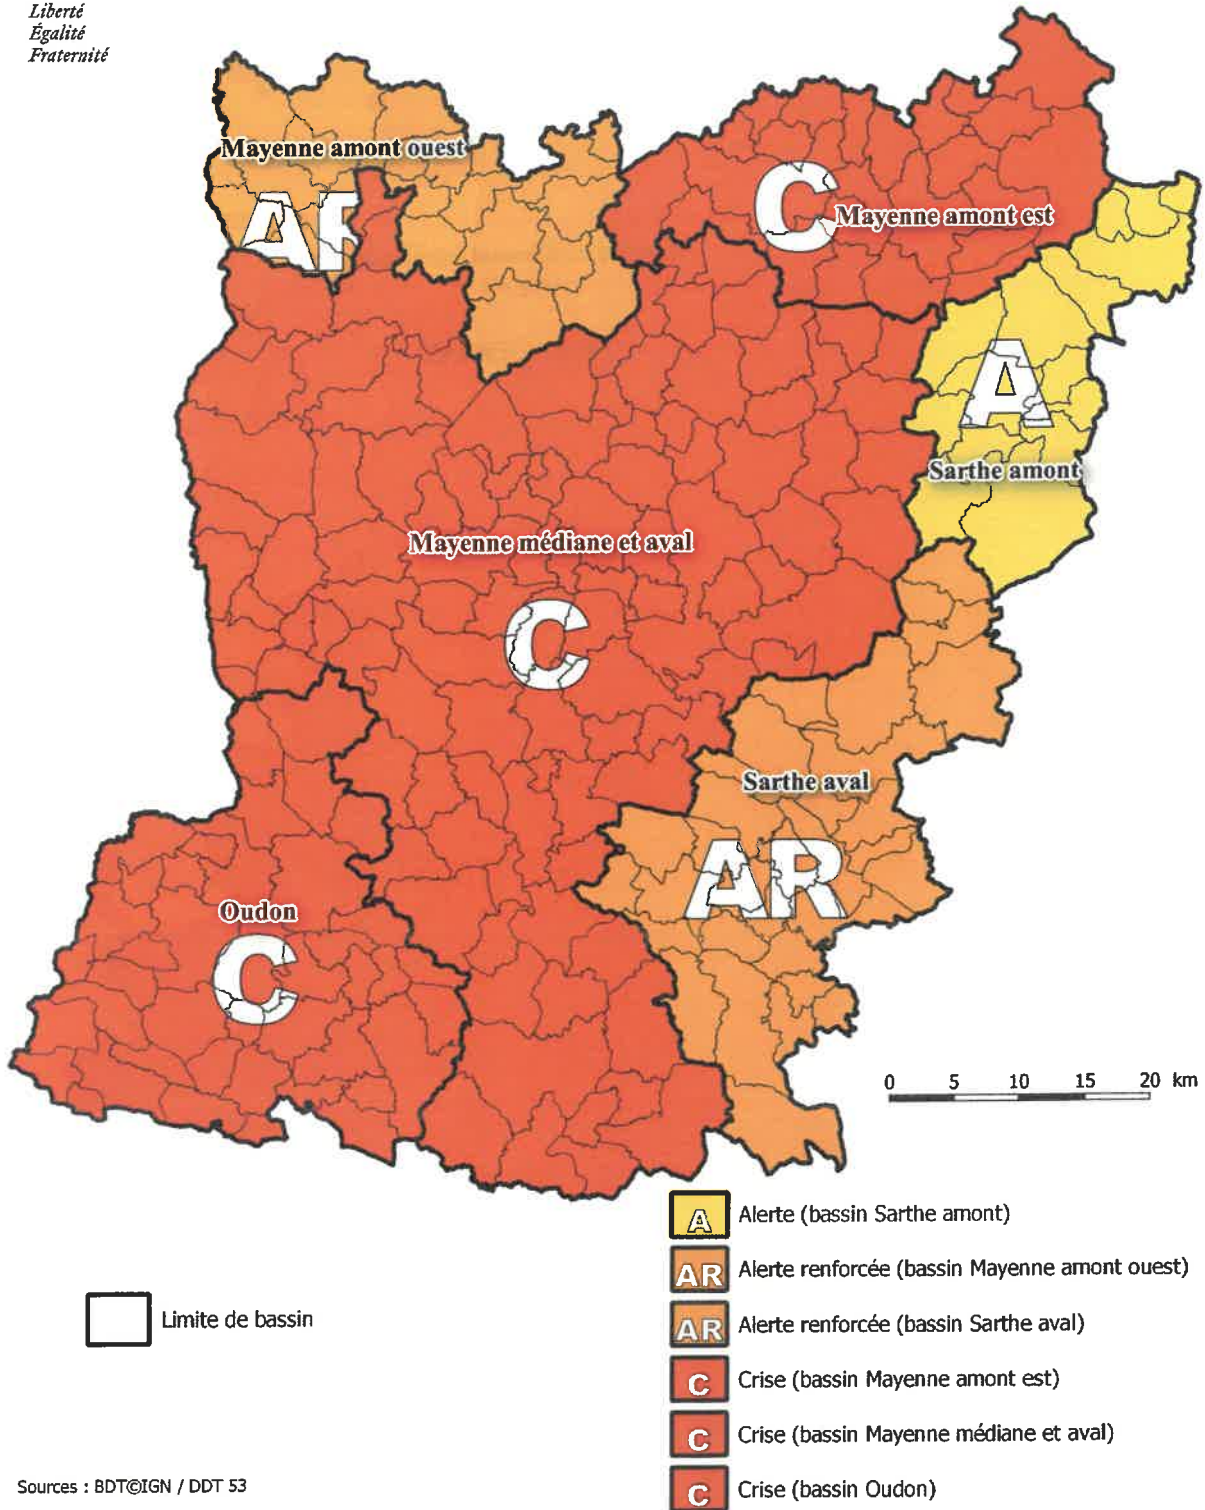 Liberté
Égalité
Fraternité
Mayenne amont ouest
AR
C
Mayenne amont est
A
Sarthe amont
Mayenne médiane et aval
C
Sarthe aval
AR
Oudon
C
0 5 10 15 20 km
A Alerte (bassin Sarthe amont)
AR Alerte renforcée (bassin Mayenne amont ouest)
Limite de bassin
AR Alerte renforcée (bassin Sarthe aval)
C Crise (bassin Mayenne amont est)
C Crise (bassin Mayenne médiane et aval)
C Crise (bassin Oudon)
Sources : BDT©IGN / DDT 53